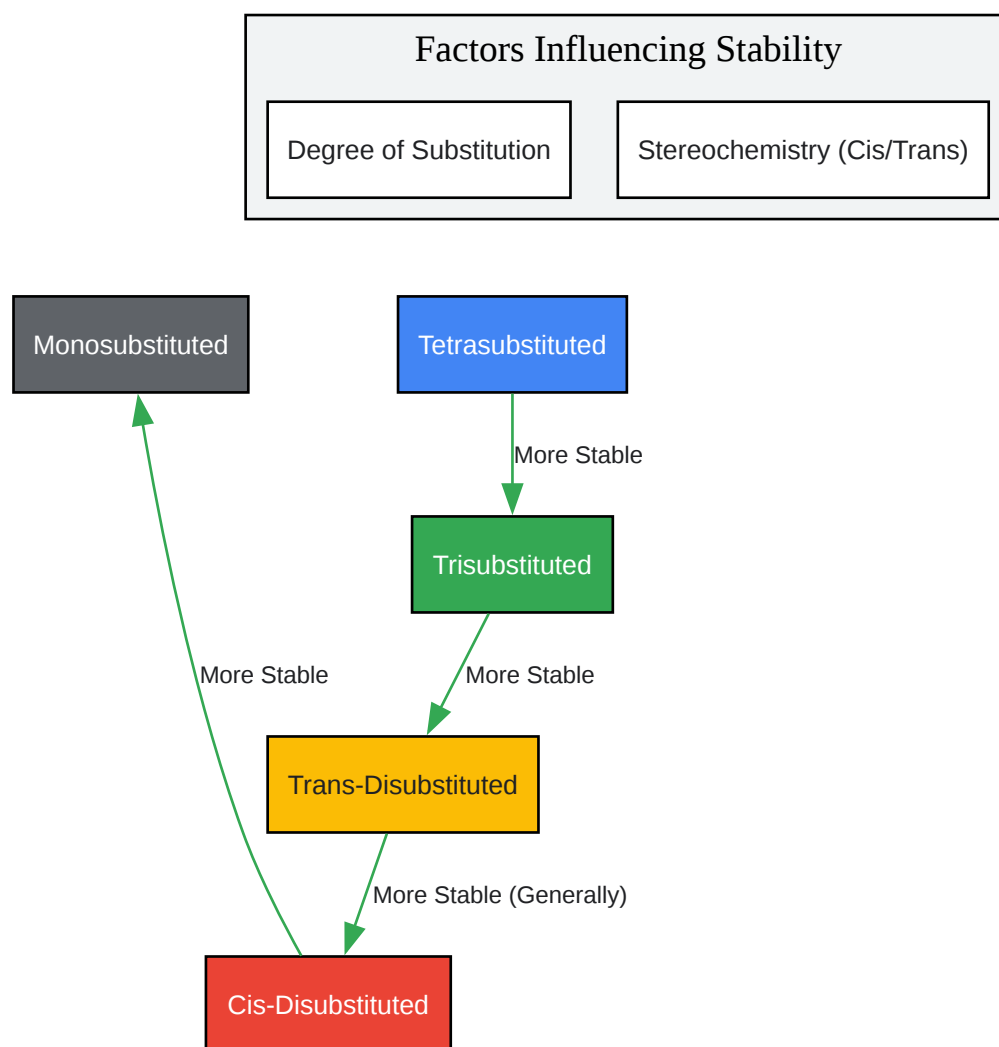 Factors Influencing Stability
Degree of Substitution
Stereochemistry (Cis/Trans)
Monosubstituted
Tetrasubstituted
More Stable
Trisubstituted
More Stable
More Stable
Trans-Disubstituted
More Stable (Generally)
Cis-Disubstituted